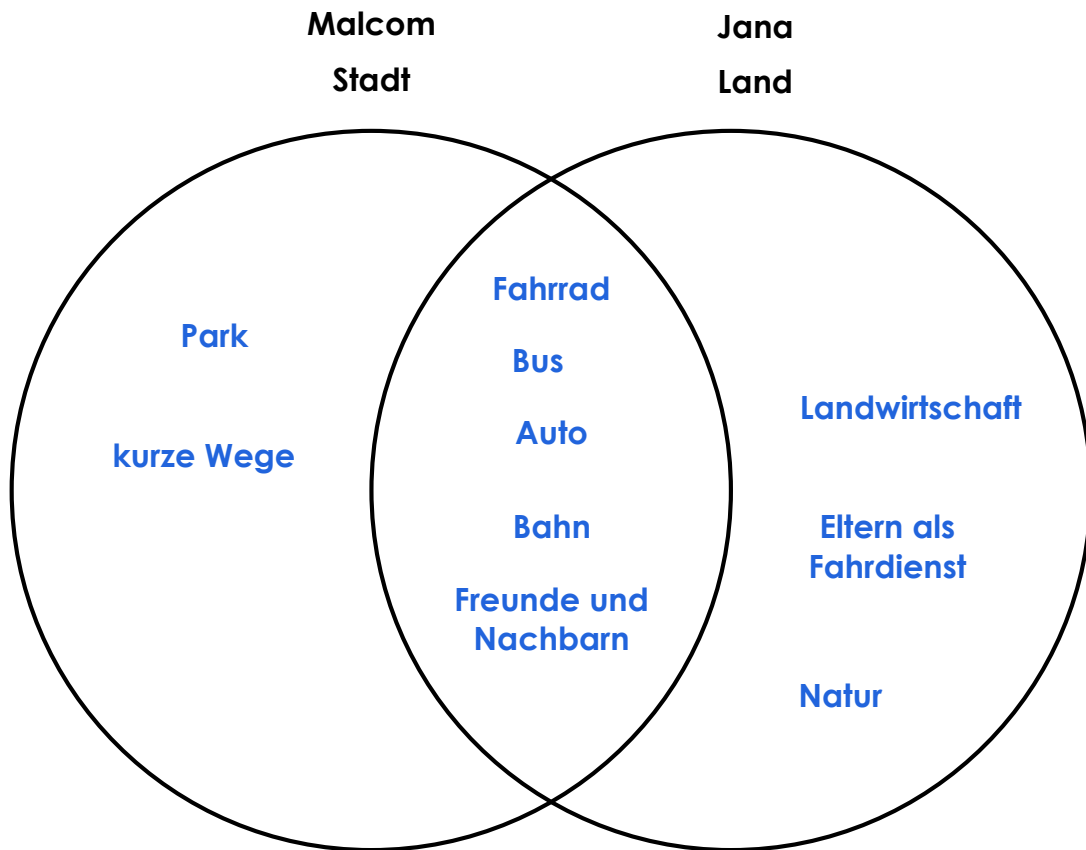 Malcom
Stadt
Jana
Land
Park
kurze Wege
Fahrrad
Bus
Auto
Bahn
Freunde und
Nachbarn
Landwirtschaft
Eltern als
Fahrdienst
Natur